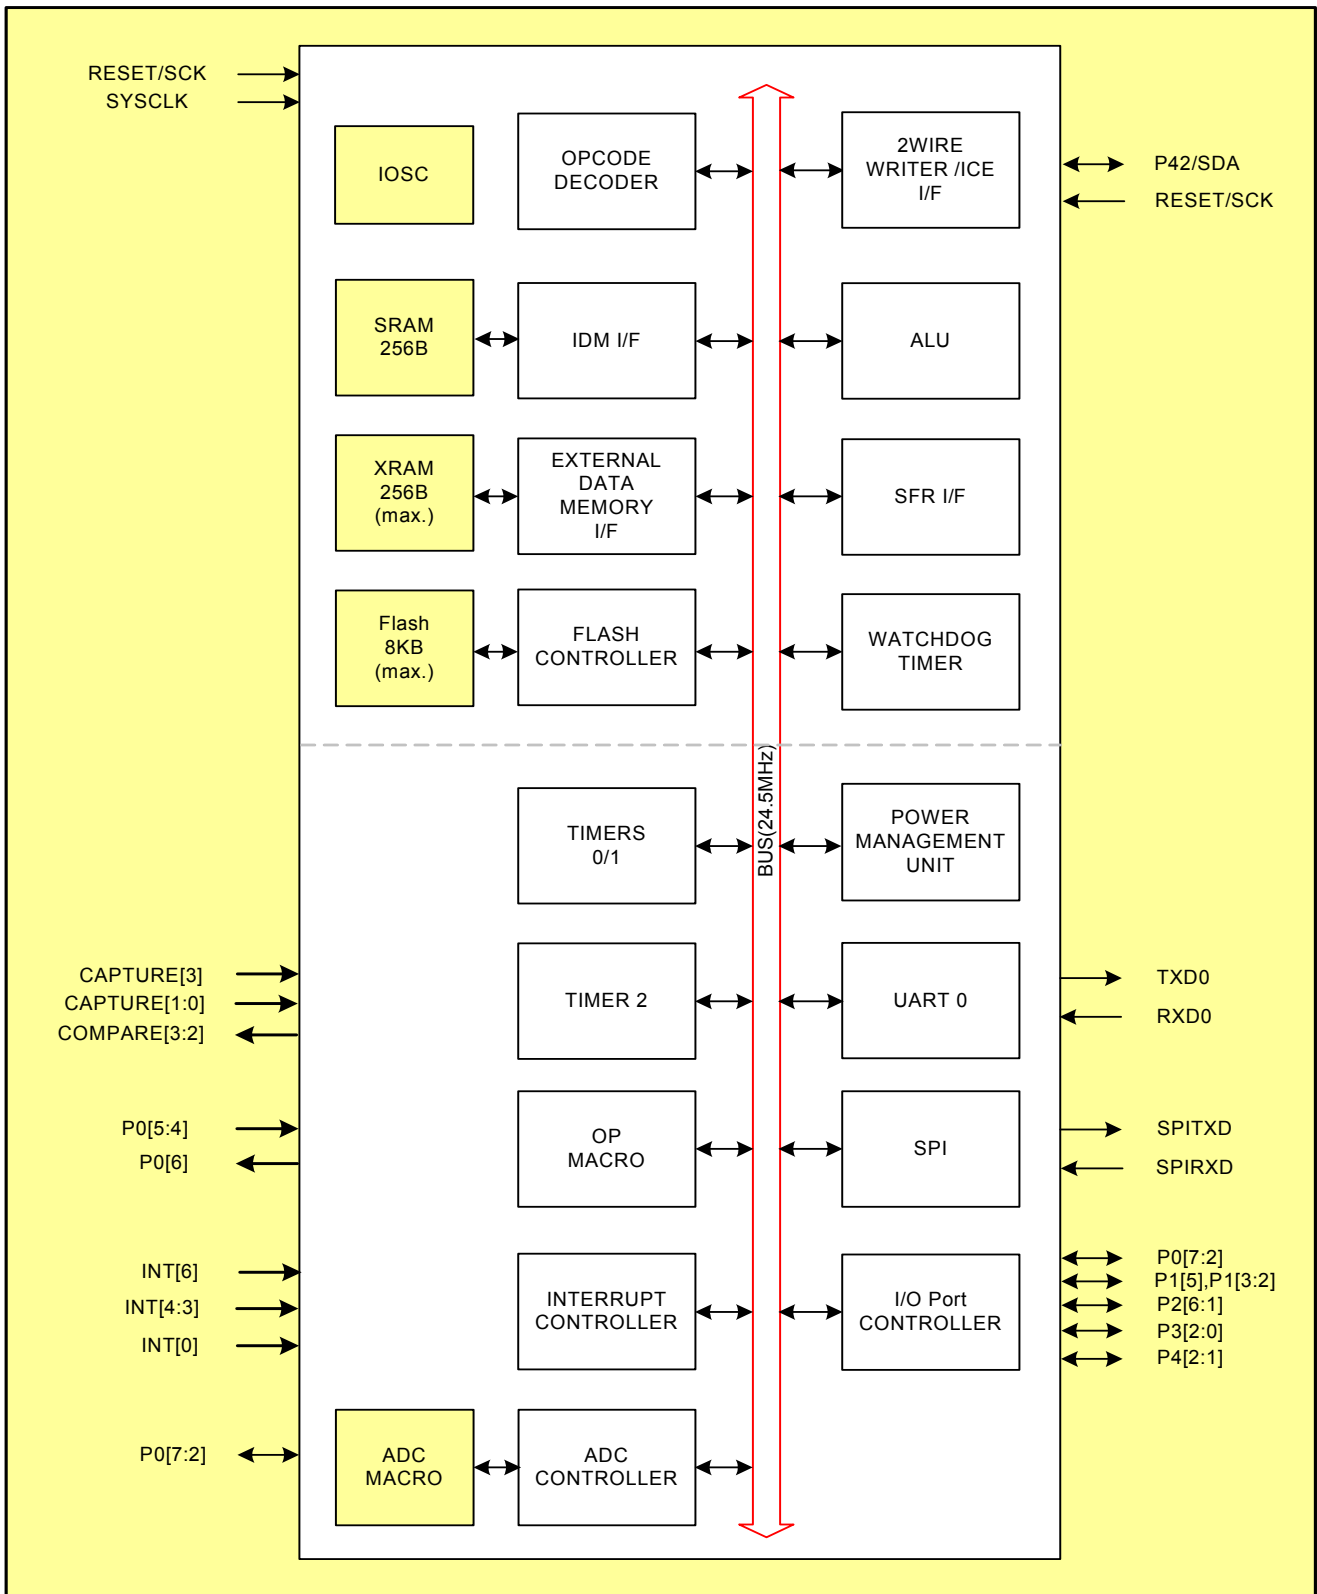 RESET/SCK
SYSCLK
IOSC
OPCODE
DECODER
2WIRE
WRITER /ICE
I/F
P42/SDA
RESET/SCK
SRAM
256B
IDM I/F
ALU
XRAM
256B
(max.)
EXTERNAL
DATA
MEMORY
I/F
SFR I/F
Flash
8KB
(max.)
FLASH
CONTROLLER
WATCHDOG
TIMER
BUS(24.5MHz)
TIMERS
0/1
POWER
MANAGEMENT
UNIT
CAPTURE[3]
CAPTURE[1:0]
COMPARE[3:2]
TIMER 2
UART 0
TXD0
RXD0
P0[5:4]
P0[6]
OP
MACRO
SPI
SPITXD
SPIRXD
INT[6]
INT[4:3]
INT[0]
INTERRUPT
CONTROLLER
I/O Port
CONTROLLER
P0[7:2]
P1[5],P1[3:2]
P2[6:1]
P3[2:0]
P4[2:1]
P0[7:2]
ADC
MACRO
ADC
CONTROLLER